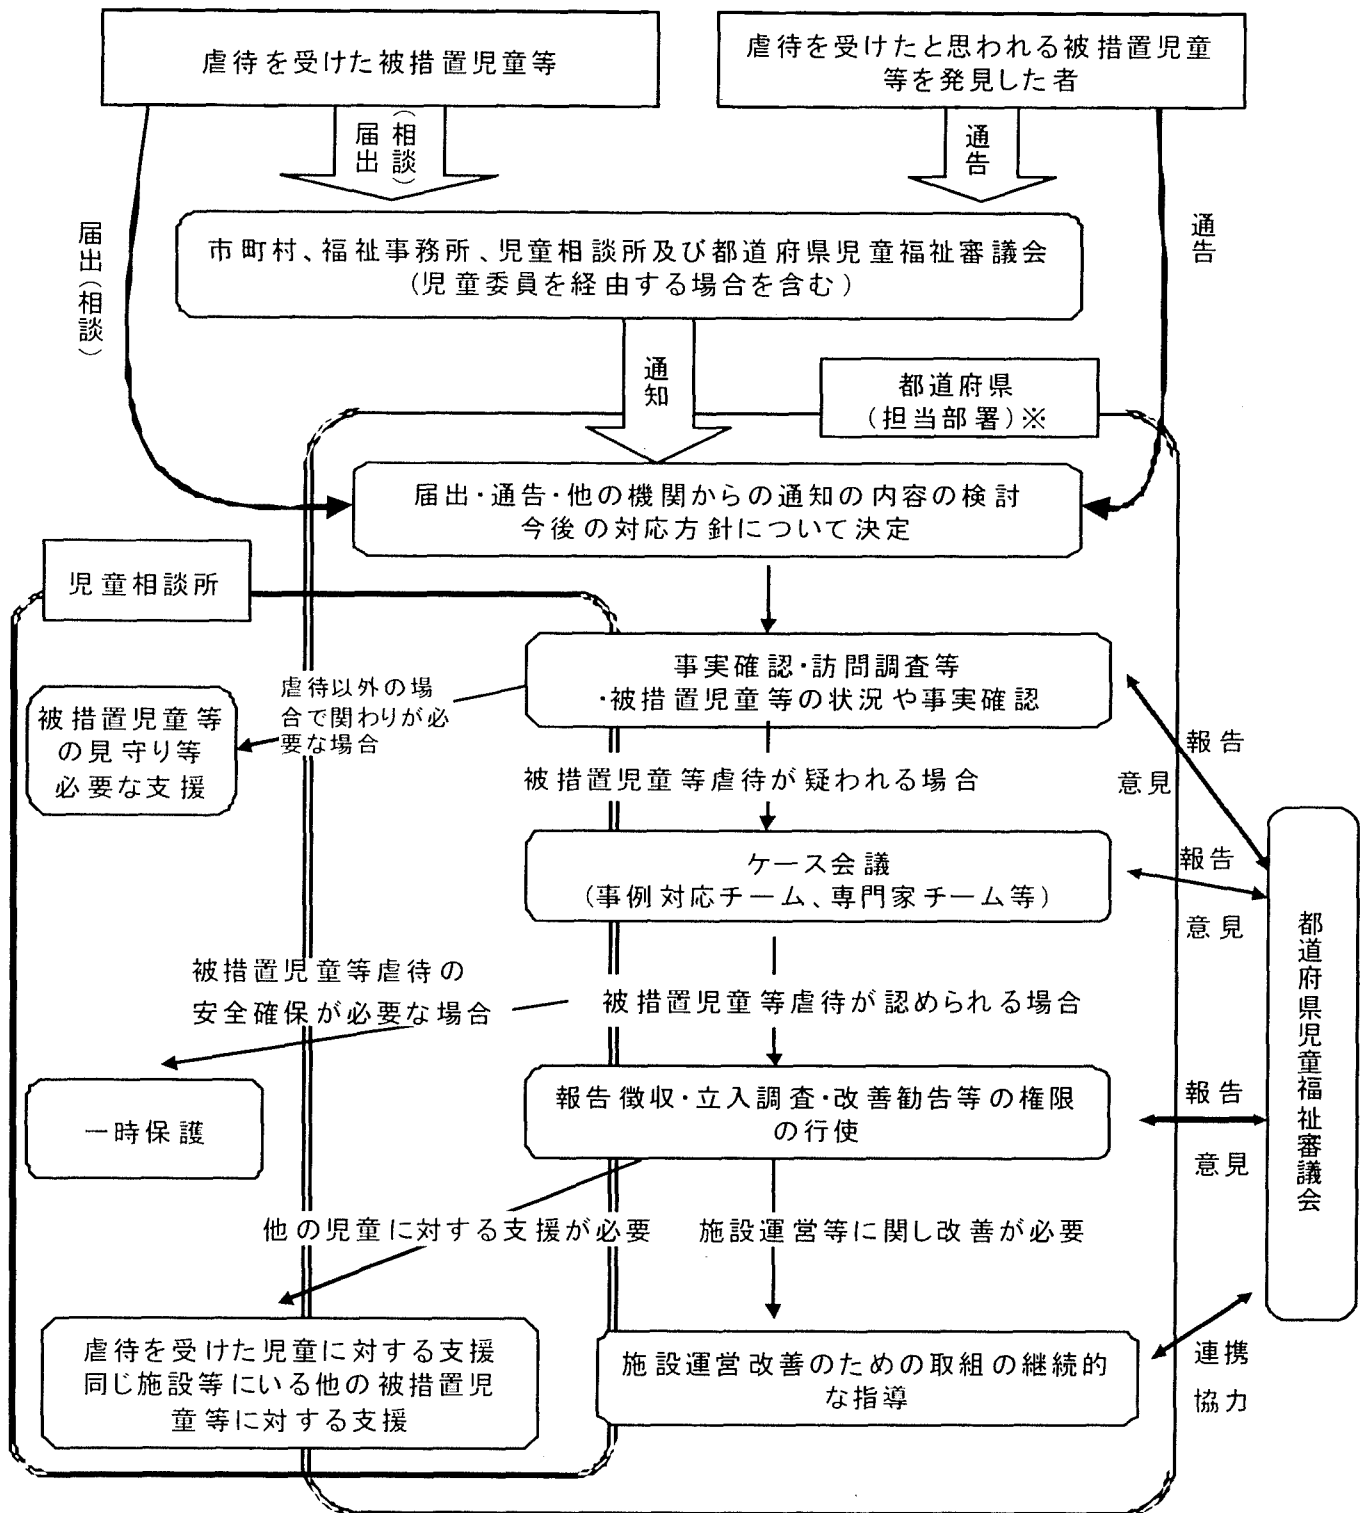 虐待を受けた被措置児童等
虐待を受けたと思われる被措置児童
等を発見した者
届出
（相談）
通告
届出（相談）
通告
市町村、福祉事務所、児童相談所及び都道府県児童福祉審議会
（児童委員を経由する場合を含む）
通知
都道府県
（担当部署）※
届出・通告・他の機関からの通知の内容の検討
今後の対応方針について決定
児童相談所
事実確認・訪問調査等
・被措置児童等の状況や事実確認
虐待以外の場
合で関わりが必
要な場合
被措置児童等
の見守り等
必要な支援
報告
意見
被措置児童等虐待が疑われる場合
ケース会議
（事例対応チーム、専門家チーム等）
報告
意見
都道府県児童福祉審議会
被措置児童等虐待の
安全確保が必要な場合
被措置児童等虐待が認められる場合
一時保護
報告徴収・立入調査・改善勧告等の権限
の行使
報告
意見
他の児童に対する支援が必要
施設運営等に関し改善が必要
虐待を受けた児童に対する支援
同じ施設等にいる他の被措置児
童等に対する支援
施設運営改善のための取組の継続的
な指導
連携
協力